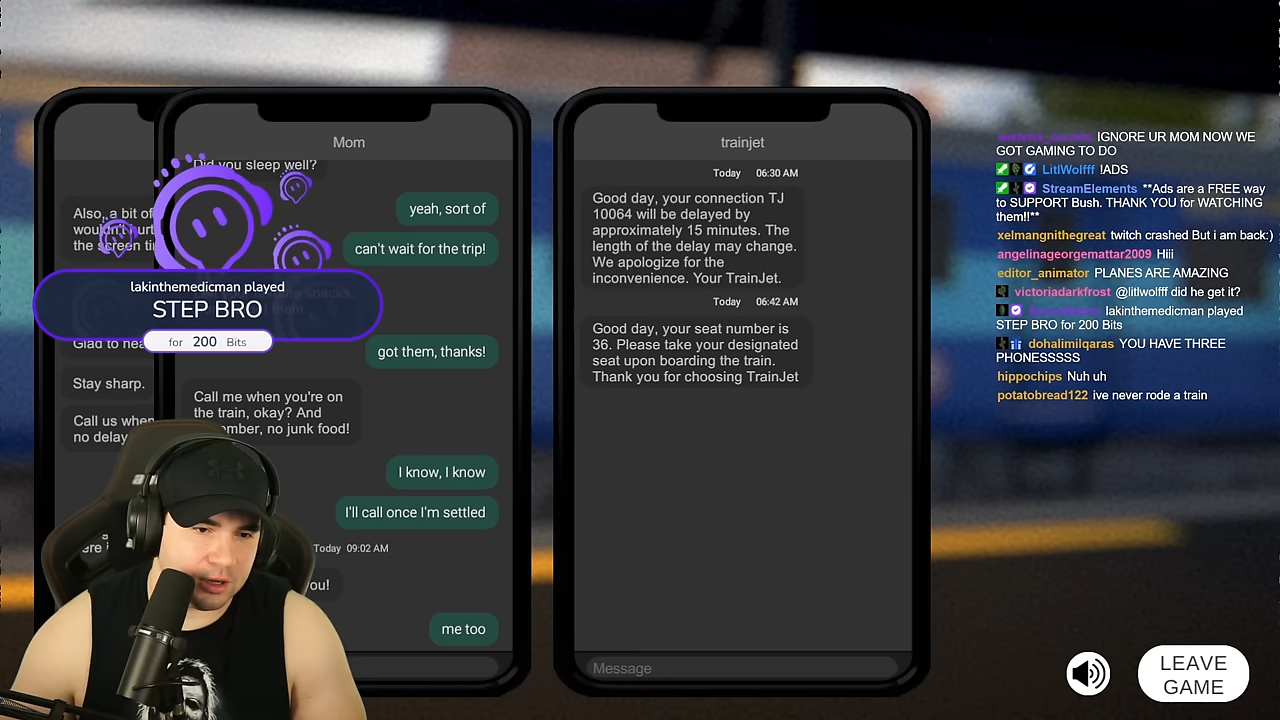 Also, a bit of
wouldn't hurt
the screen ti
Glad to hea
Stay sharp.
Call us when
no delay
Mom
Did you sleep well?
yeah, sort of
can't wait for the trip!
got them, thanks!
Call me when you're on
the train, okay? And
no junk food!
I know, I know
I'll call once I'm settled
Today 09:02 AM
me too
lakinthemedicman played
STEP BRO
for 200 Bits
trainjet
Today 06:30 AM
Good day, your connection TJ
10064 will be delayed by
approximately 15 minutes. The
length of the delay may change.
We apologize for the
inconvenience. Your TrainJet.
Today 06:42 AM
Good day, your seat number is
36. Please take your designated
seat upon boarding the train.
Thank you for choosing TrainJet
Message
IGNORE UR MOM NOW WE
GOT GAMING TO DO
LitlWolfff !ADS
StreamElements **Ads are a FREE way
to SUPPORT Bush. THANK YOU for WATCHING
them!!**
xelmangnithegreat twitch crashed But i am back:)
angelinageorgemattar2009 Hiii
editor_animator PLANES ARE AMAZING
victoriadarkfrost @litlwolfff did he get it?
lakinthemedicman played
STEP BRO for 200 Bits
dohalimilqaras YOU HAVE THREE
PHONESSSSS
hippochips Nuh uh
potatobread122 ive never rode a train
LEAVE
GAME